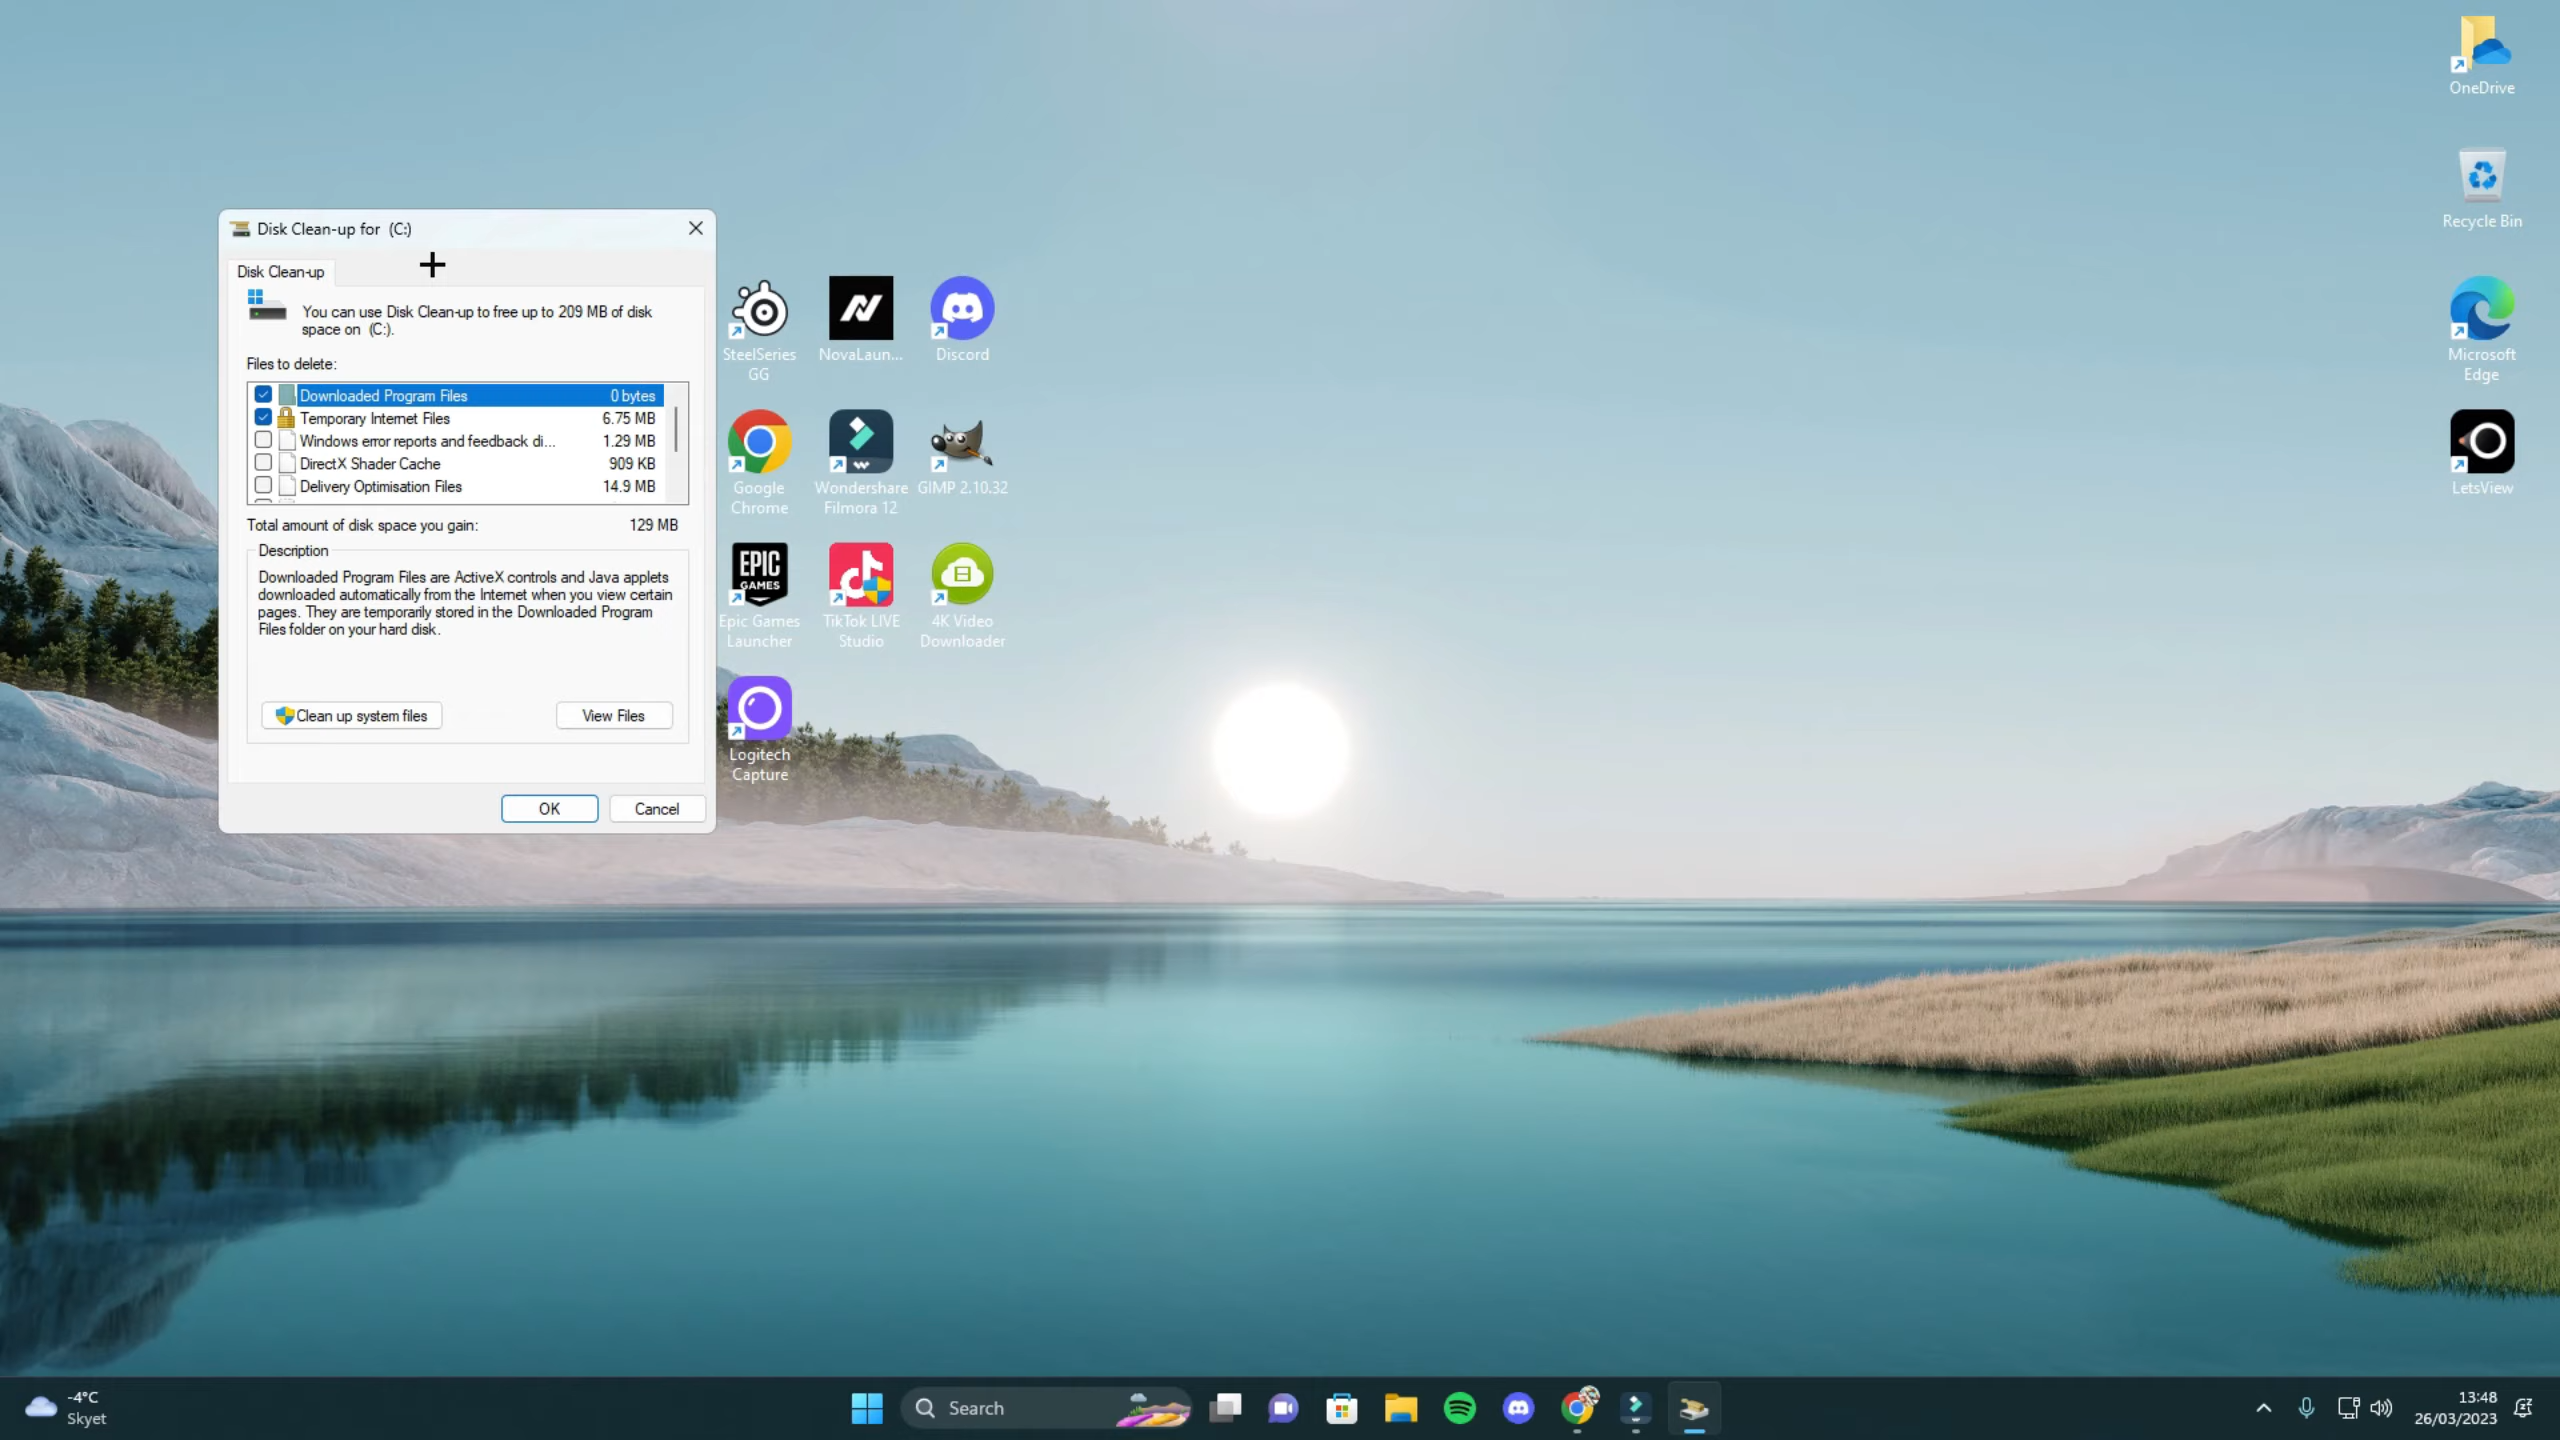 Disk Clean-up for (C:)
Disk Clean-up
You can use Disk Clean-up to free up to 209 MB of disk
space on (C:).
Files to delete:
Downloaded Program Files 0 bytes
Temporary Internet Files 6.75 MB
Windows error reports and feedback di... 1.29 MB
DirectX Shader Cache 909 KB
Delivery Optimisation Files 14.9 MB
Total amount of disk space you gain: 129 MB
Description
Downloaded Program Files are ActiveX controls and Java applets
downloaded automatically from the Internet when you view certain
pages. They are temporarily stored in the Downloaded Program
Files folder on your hard disk.
Clean up system files
View Files
OK
Cancel
SteelSeries
GG
NovaLaun...
Discord
Google
Chrome
Wondershare
Filmora 12
GIMP 2.10.32
EPIC
GAMES
Epic Games
Launcher
TikTok LIVE
Studio
4K Video
Downloader
Logitech
Capture
OneDrive
Recycle Bin
Microsoft
Edge
LetsView
-4°C
Skyet
Search
13:48
26/03/2023